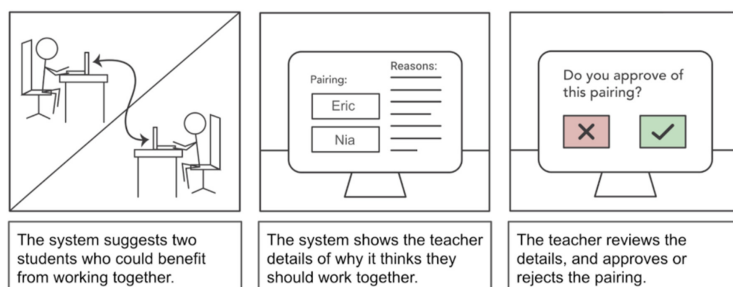 Pairing:
Eric
Nia
Reasons:
Do you approve of
this pairing?
The system suggests two
students who could benefit
from working together.
The system shows the teacher
details of why it thinks they
should work together.
The teacher reviews the
details, and approves or
rejects the pairing.